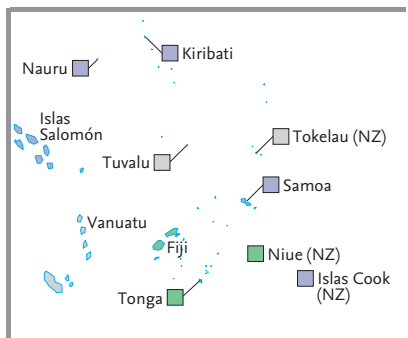 Kiribati
Nauru
Islas
Salomón
Tokelau (NZ)
Tuvalu
Samoa
Vanuatu
Fiji
Niue (NZ)
Islas Cook
(NZ)
Tonga